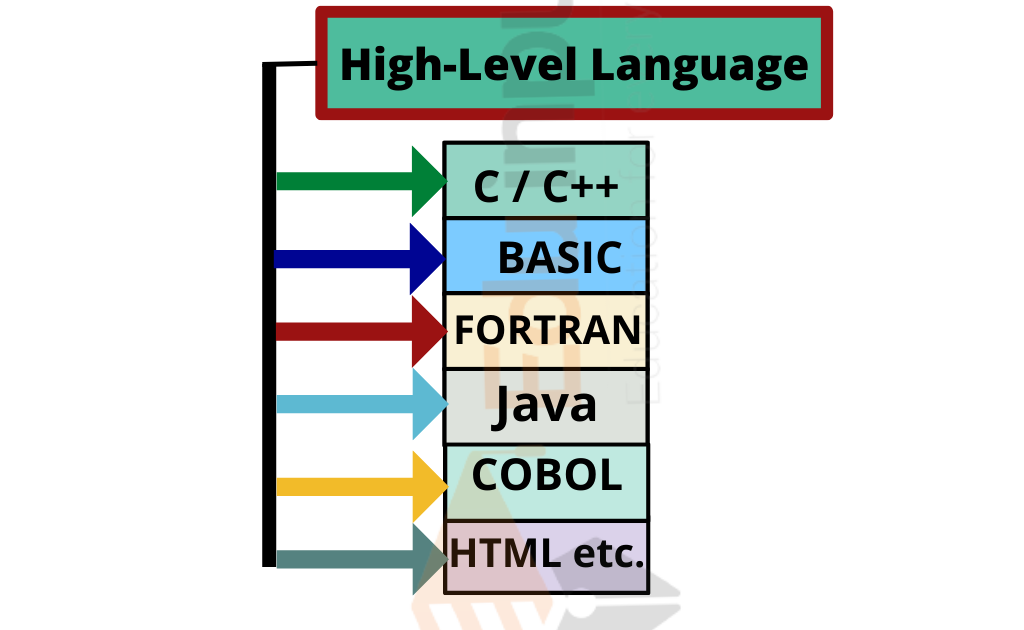 High-Level Language
C / C++
BASIC
FORTRAN
Java
COBOL
HTML etc.